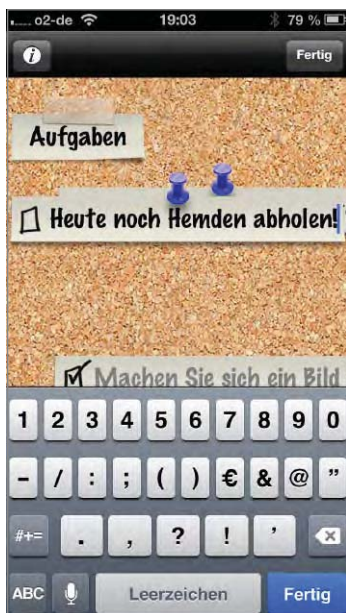 o2-de 19:03 79 %
i Fertig
Aufgaben
Heute noch Hemden abholen!
Machen Sie sich ein Bild
1 2 3 4 5 6 7 8 9 0
- / : ; ( ) € & @ "
#+= . , ? ! '
ABC Leerzeichen Fertig